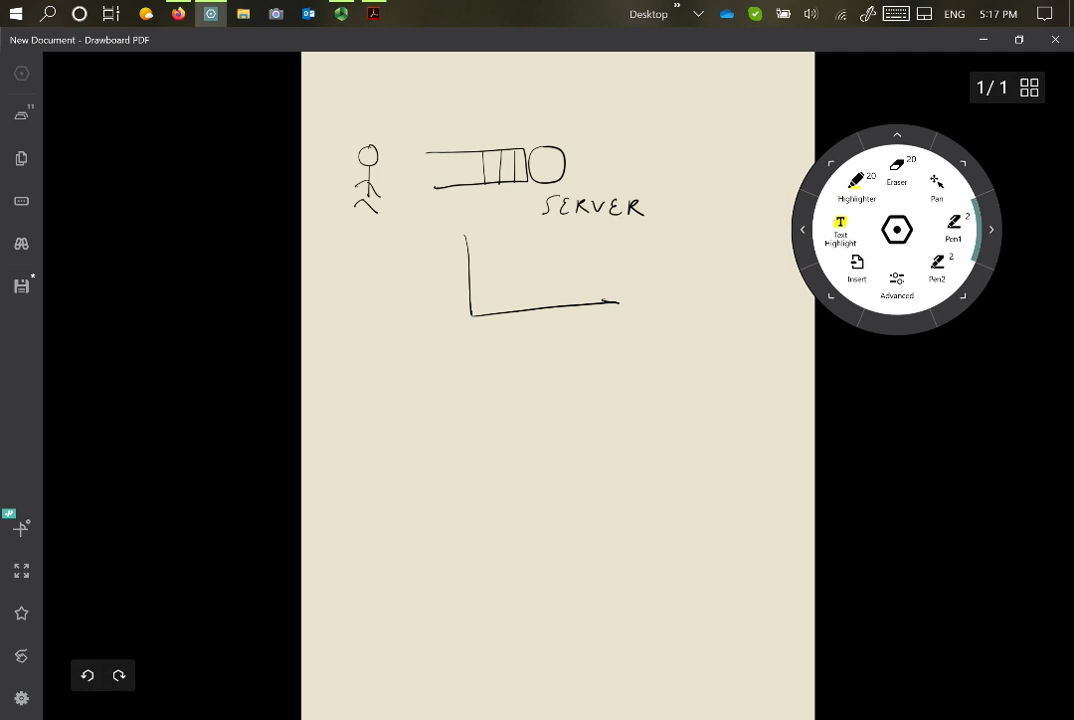 Desktop
ENG
5:17 PM
New Document - Drawboard PDF
1/ 1
11
20
Eraser
20
Highlighter
Pan
T
Text
Highlight
2
Pen1
Insert
2
Pen2
Advanced
SERVER